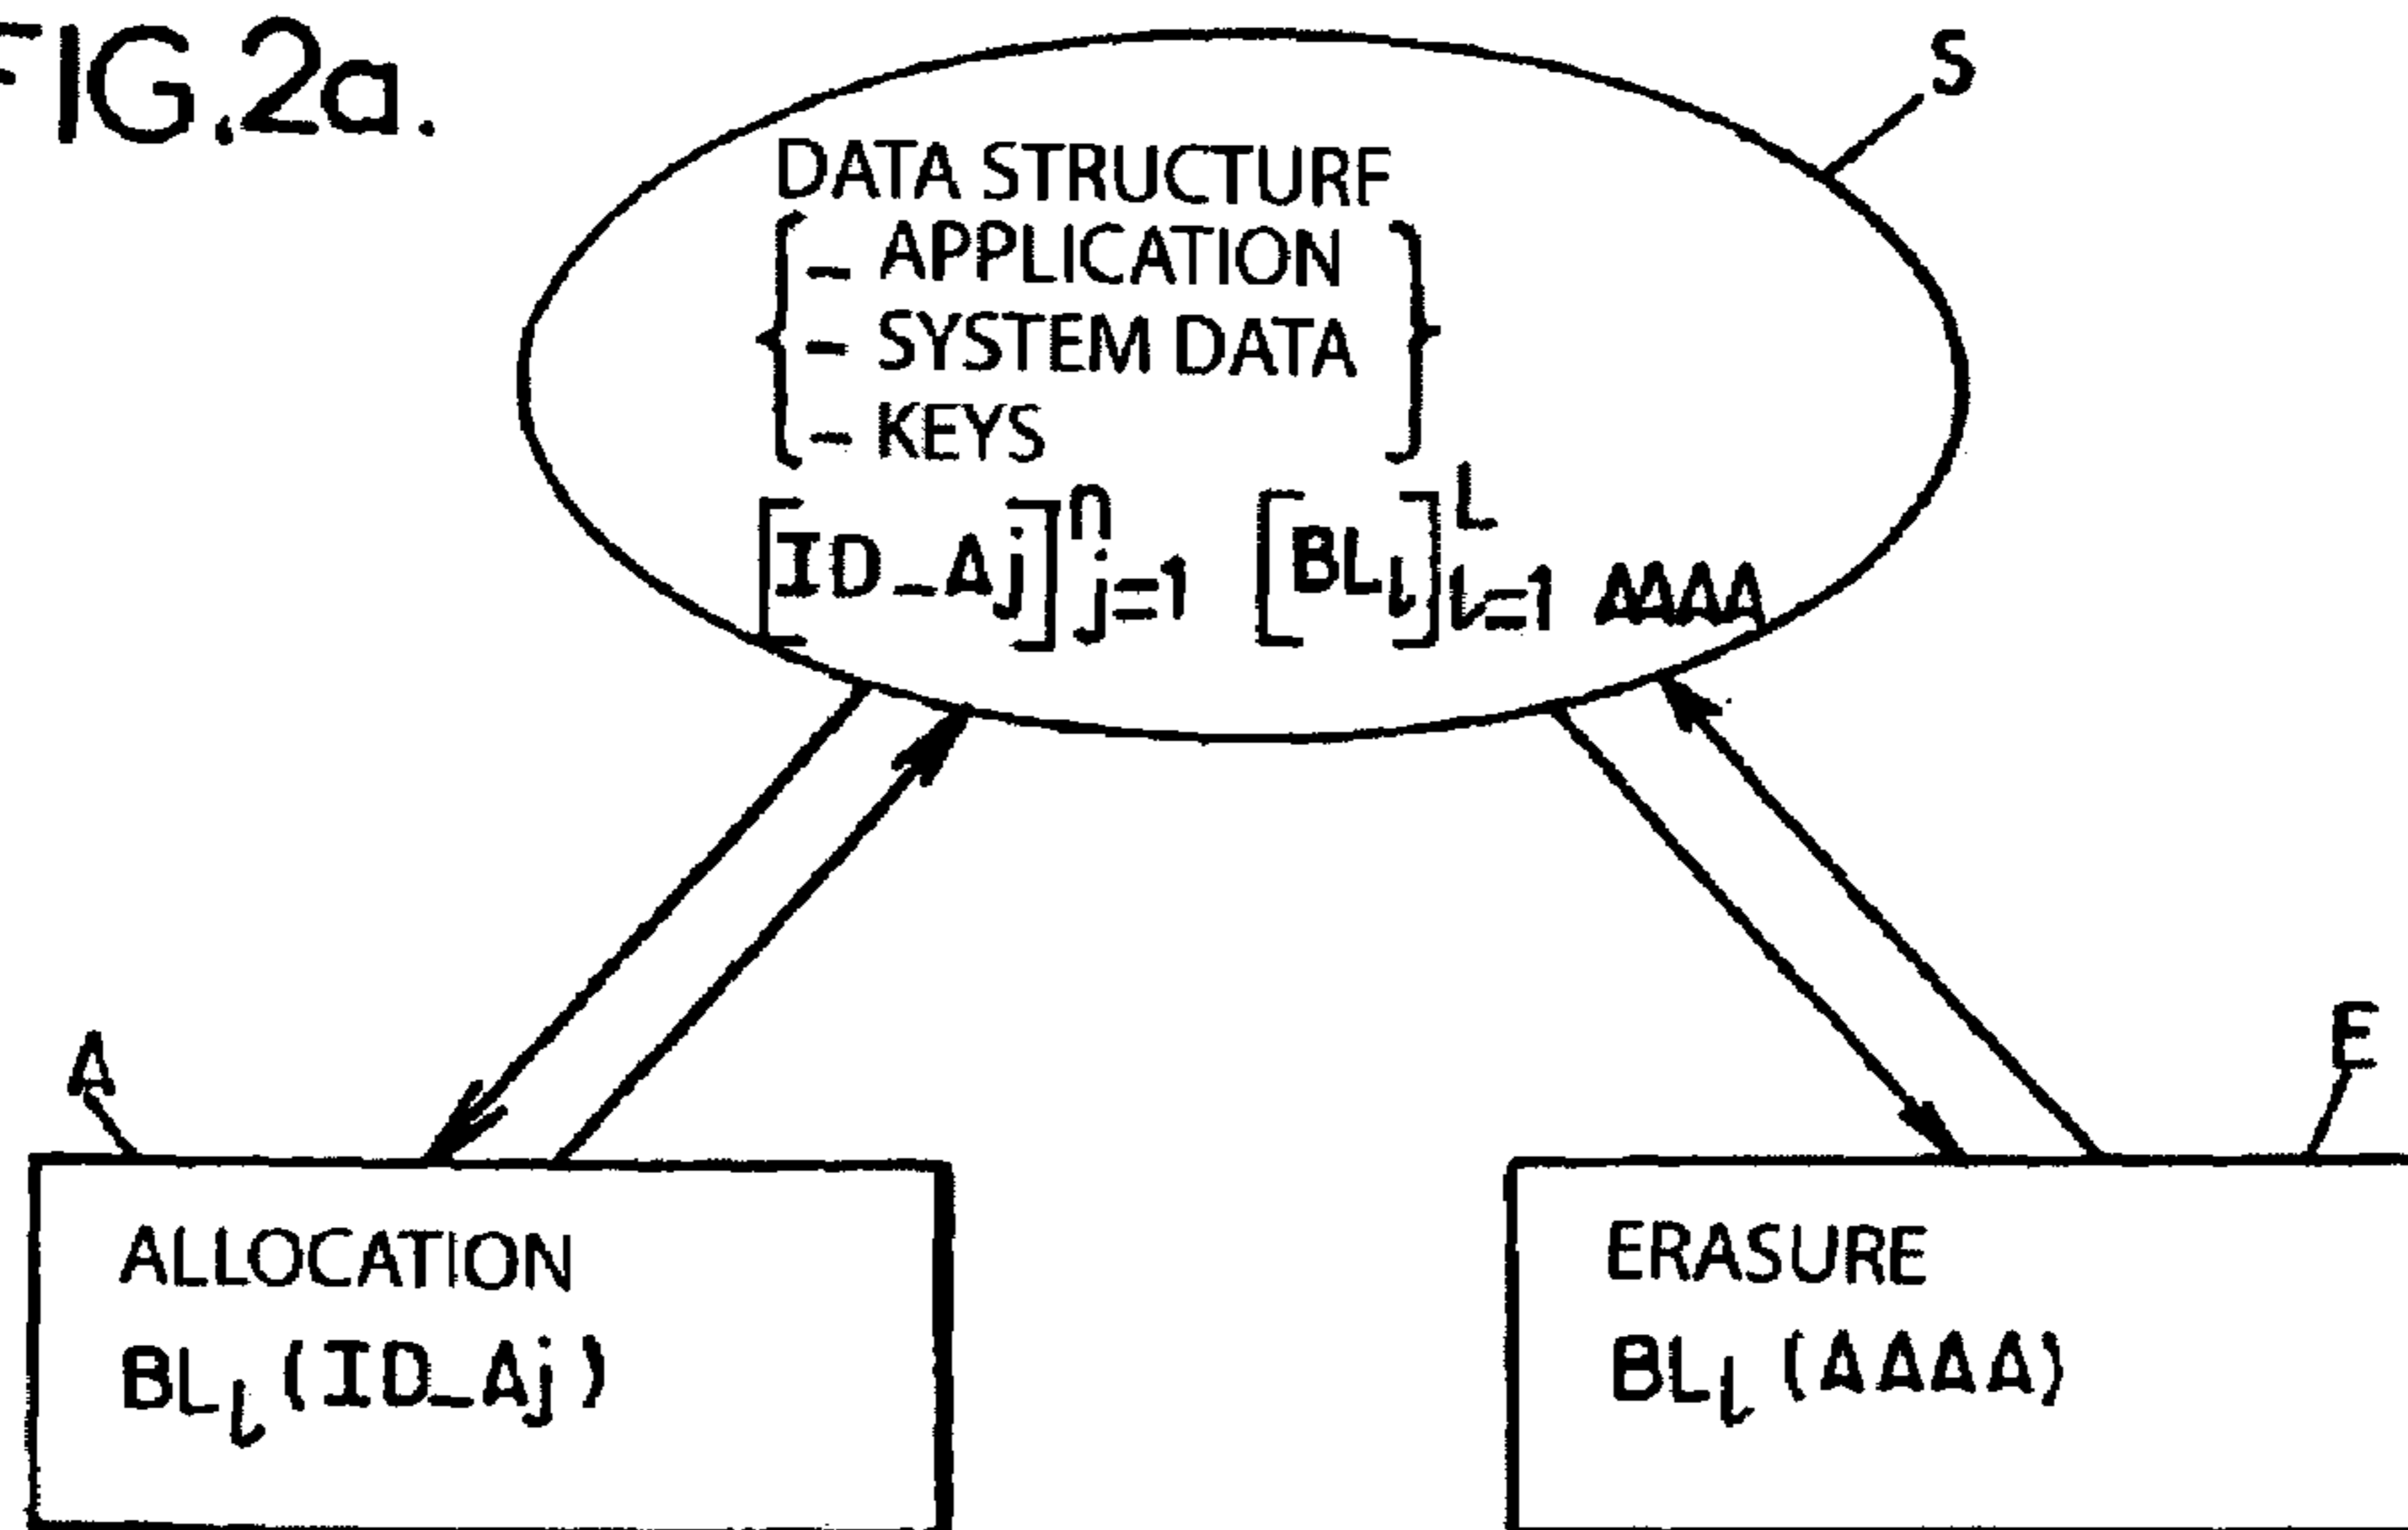 FIG.2a.
S
DATA STRUCTURE
- APPLICATION
- SYSTEM DATA
- KEYS
[ID_Aj]ⁿj=1 [BLl]ᴸl=1 AAAA
A
E
ALLOCATION
BLl (ID_Aj)
ERASURE
BLl (AAAA)